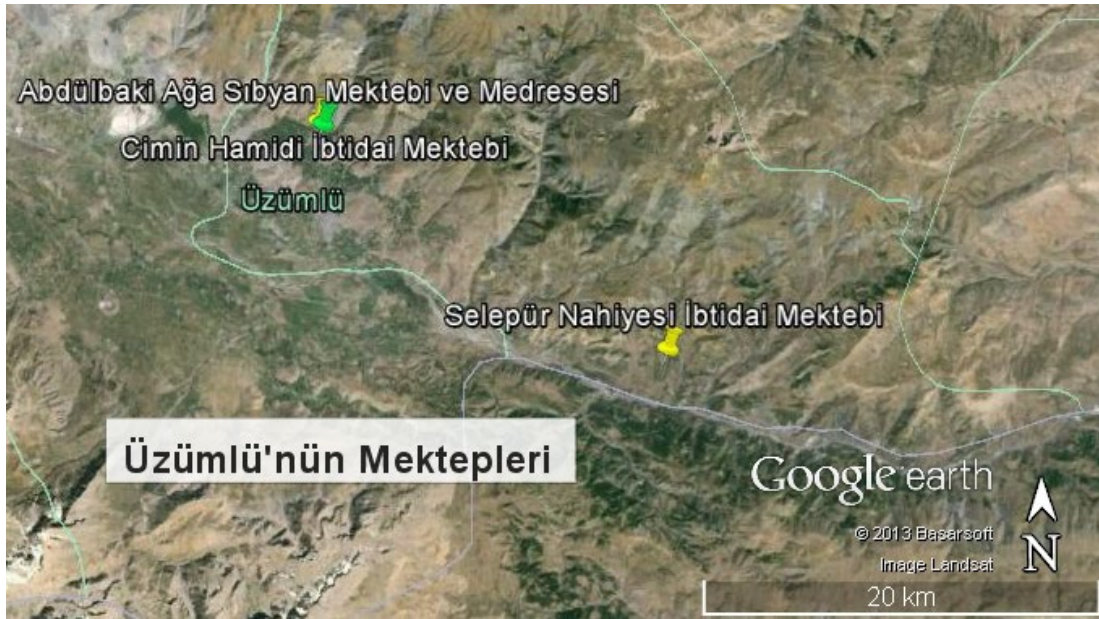 Abdülbaki Ağa Sıbyan Mektebi ve Medresesi
Cimin Hamidi İbtidai Mektebi
Üzümlü
Selepür Nahiyesi İbtidai Mektebi
Üzümlü'nün Mektepleri
Google earth
© 2013 Basarsoft
Image Landsat
N
20 km